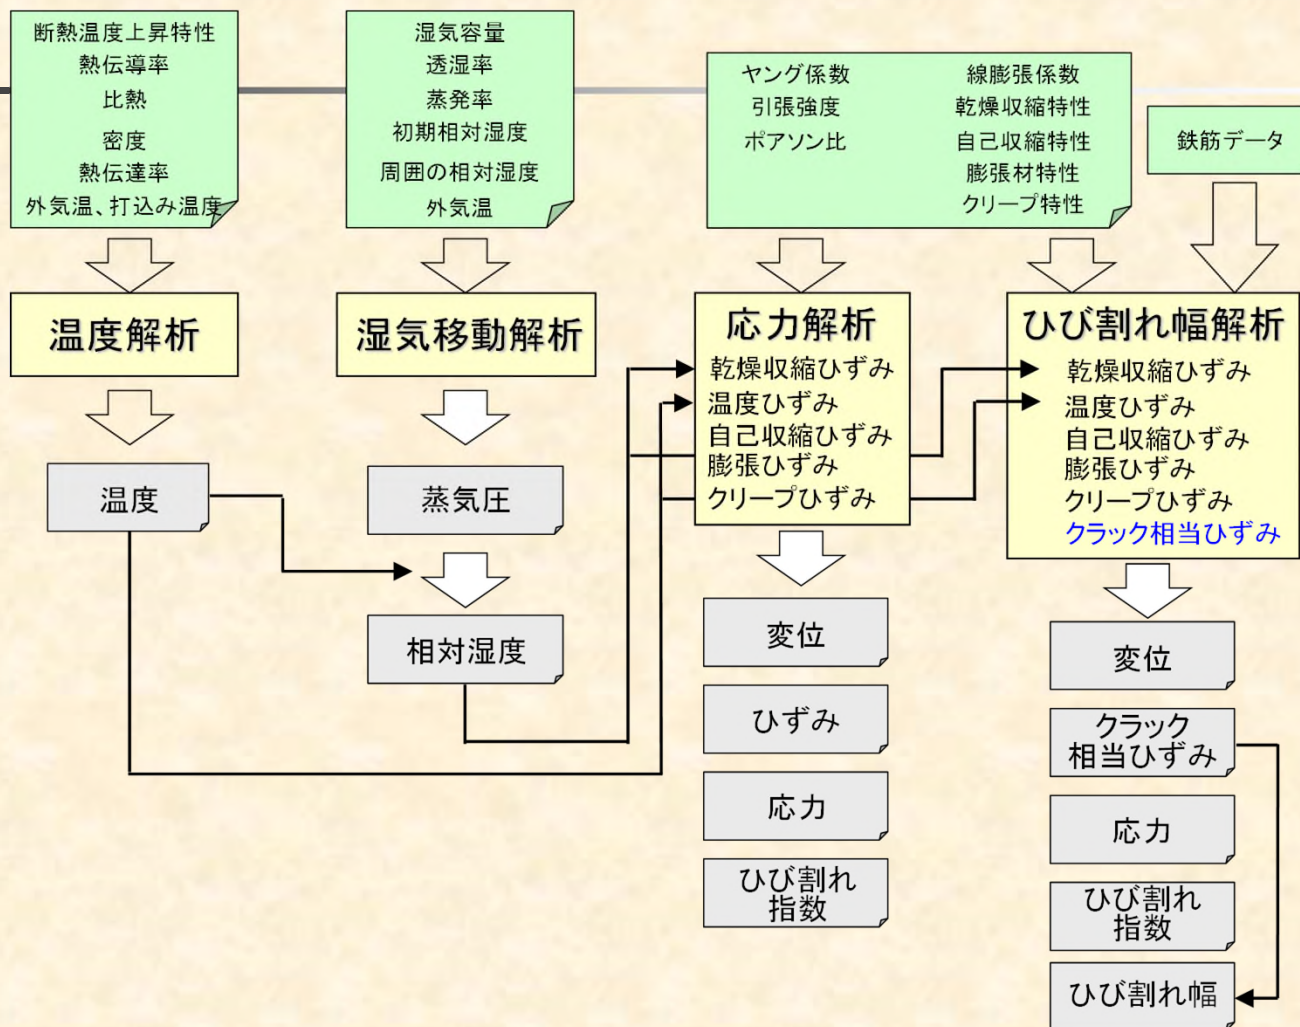 断熱温度上昇特性
熱伝導率
比熱
密度
熱伝達率
外気温、打込み温度
湿気容量
透湿率
蒸発率
初期相対湿度
周囲の相対湿度
外気温
ヤング係数
引張強度
ポアソン比
線膨張係数
乾燥収縮特性
自己収縮特性
膨張材特性
クリープ特性
鉄筋データ
温度解析
湿気移動解析
応力解析
乾燥収縮ひずみ
温度ひずみ
自己収縮ひずみ
膨張ひずみ
クリープひずみ
ひび割れ幅解析
乾燥収縮ひずみ
温度ひずみ
自己収縮ひずみ
膨張ひずみ
クリープひずみ
クラック相当ひずみ
温度
蒸気圧
相対湿度
変位
ひずみ
応力
ひび割れ
指数
変位
クラック
相当ひずみ
応力
ひび割れ
指数
ひび割れ幅